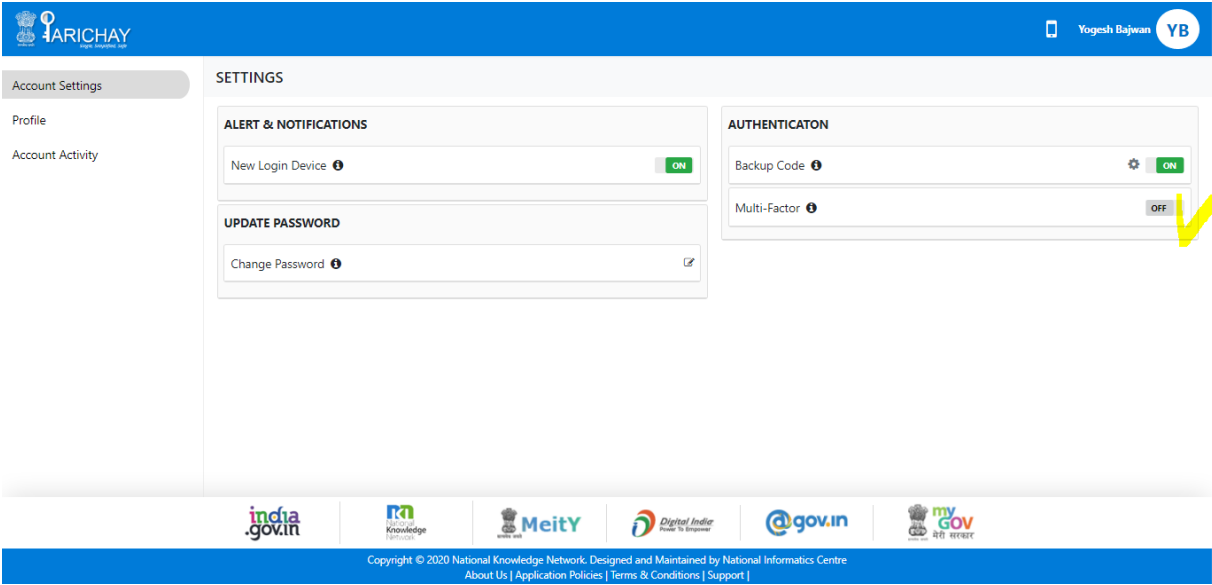 PARICHAY
Yogesh Bajwan
YB
Account Settings
Profile
Account Activity
SETTINGS
ALERT & NOTIFICATIONS
New Login Device
ON
UPDATE PASSWORD
Change Password
AUTHENTICATON
Backup Code
ON
Multi-Factor
OFF
india
.gov.in
National
Knowledge
Network
MeitY
Digital India
Power To Empower
@gov.in
my
GOV
मेरी सरकार
Copyright © 2020 National Knowledge Network. Designed and Maintained by National Informatics Centre
About Us | Application Policies | Terms & Conditions | Support |